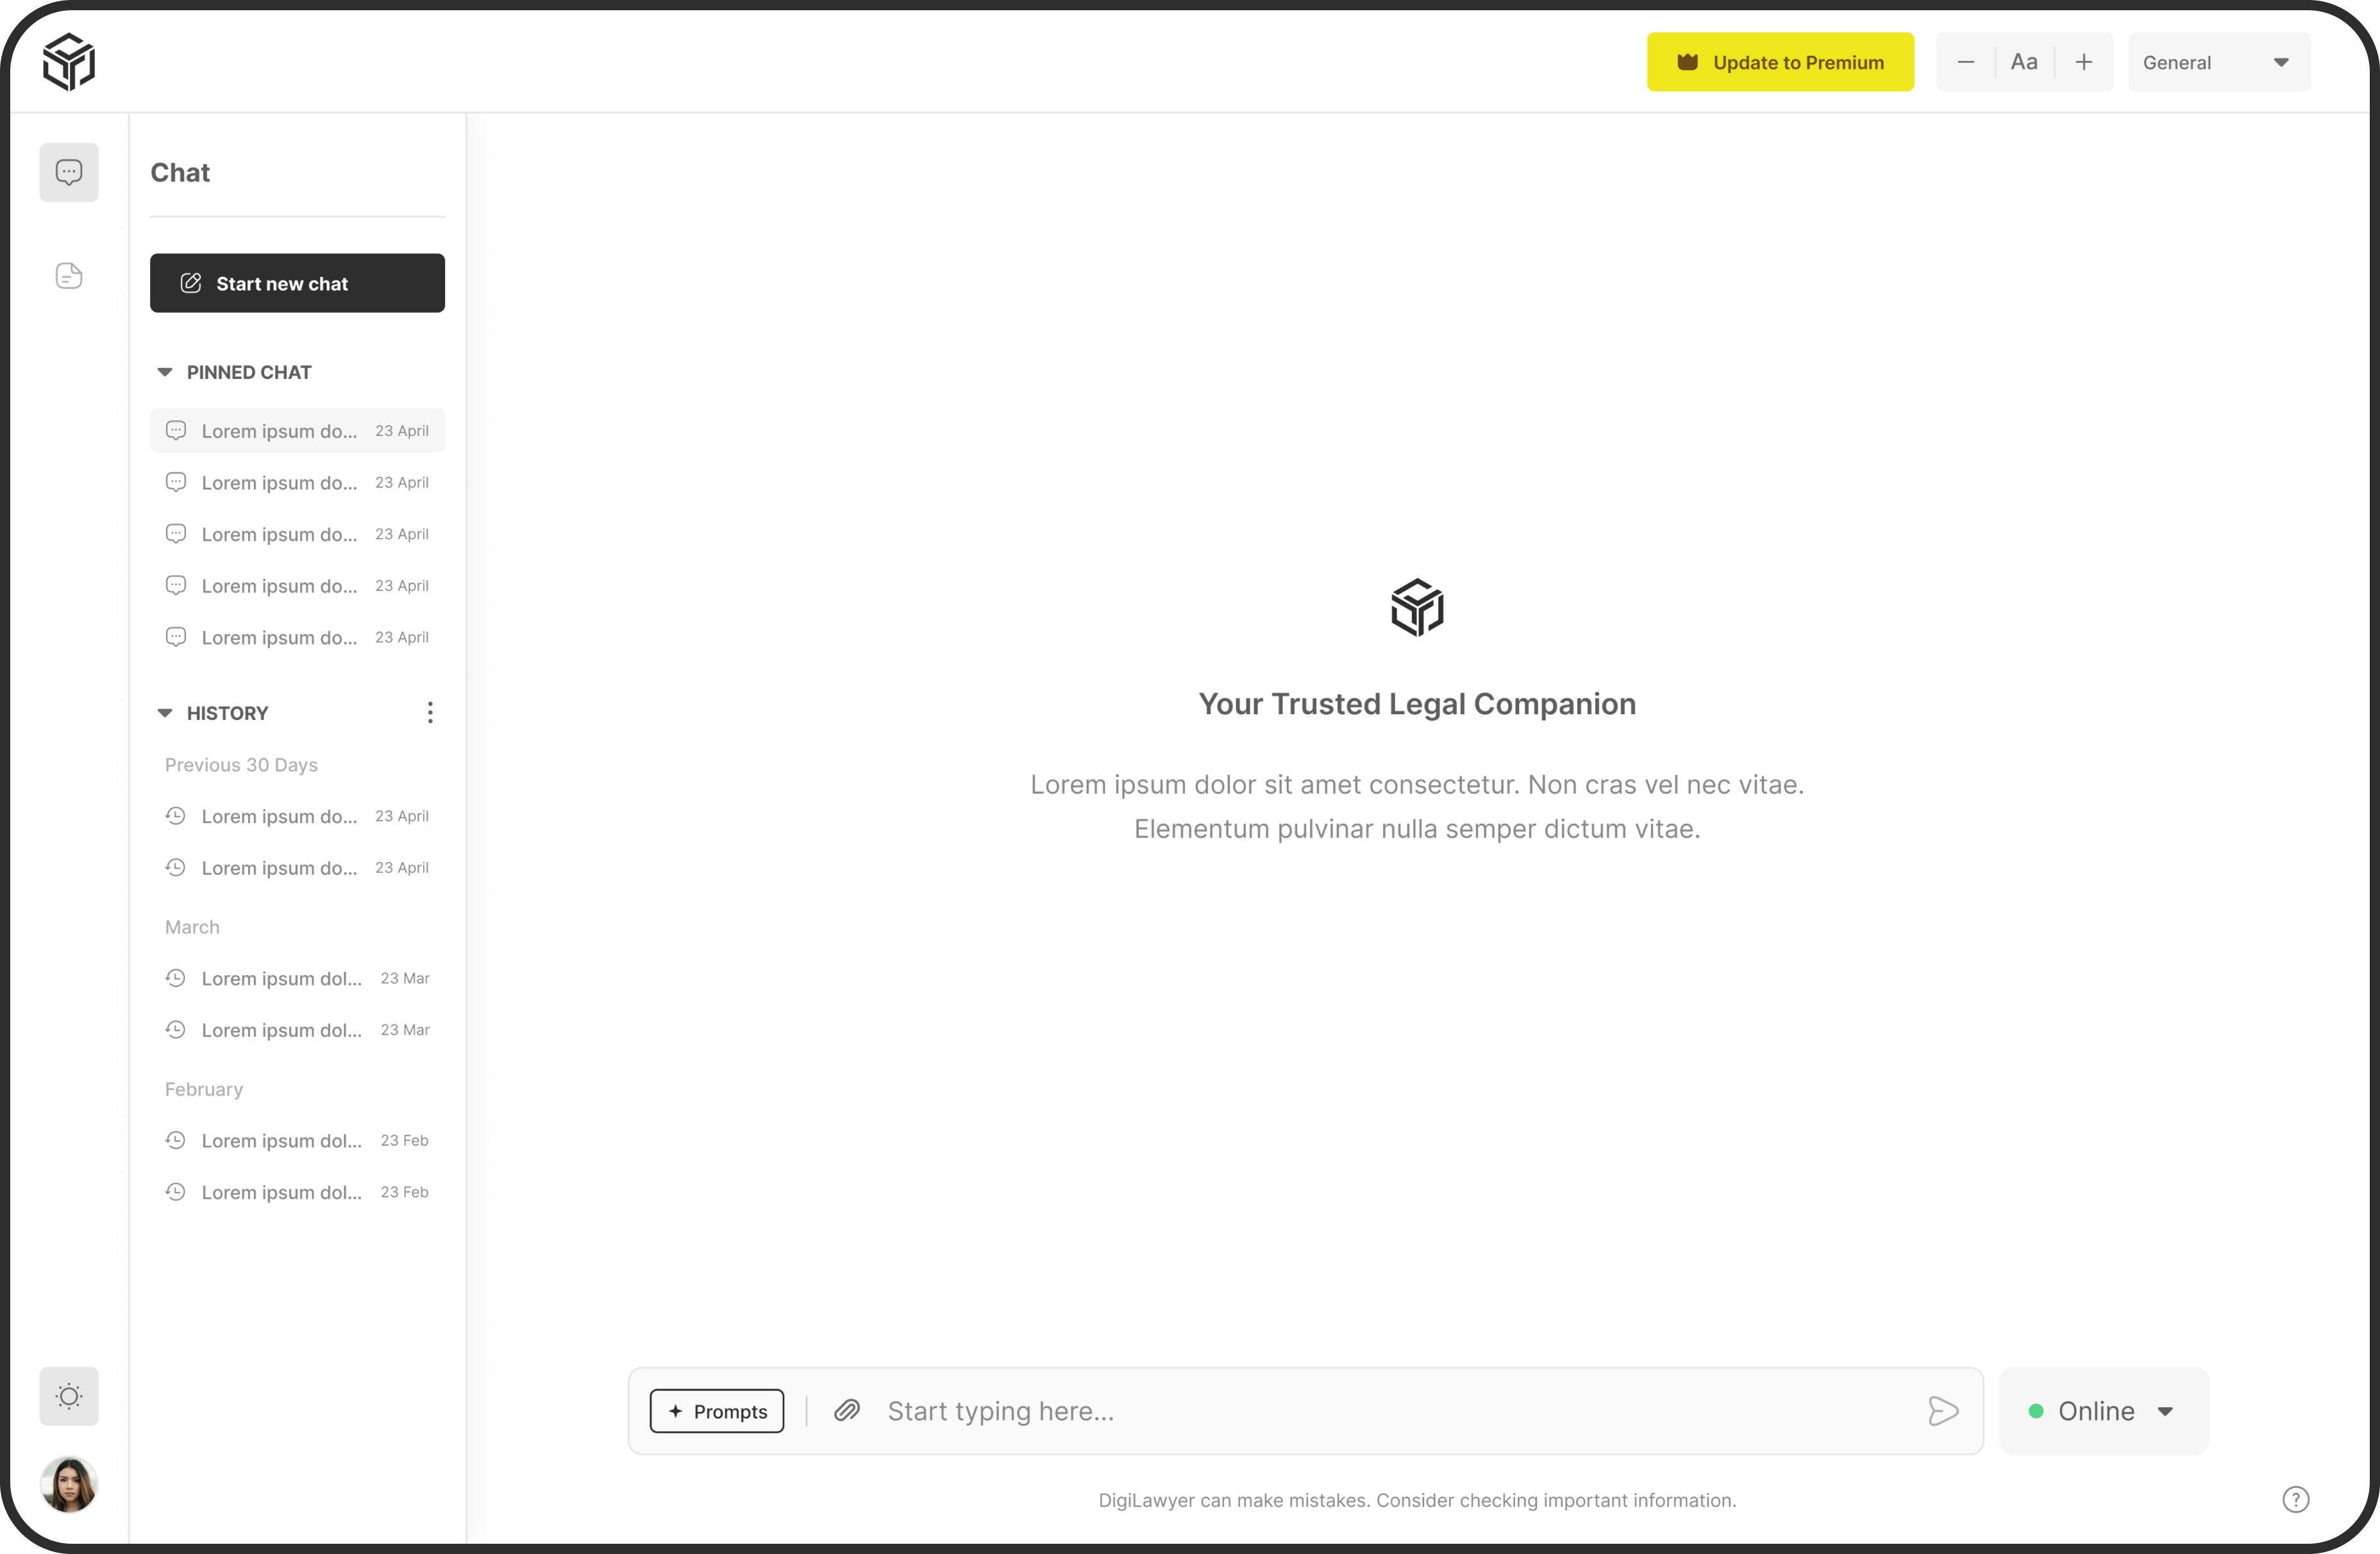 Update to Premium
Aa
General
Chat
Start new chat
PINNED CHAT
Lorem ipsum do... 23 April
Lorem ipsum do... 23 April
Lorem ipsum do... 23 April
Lorem ipsum do... 23 April
Lorem ipsum do... 23 April
HISTORY
Previous 30 Days
Lorem ipsum do... 23 April
Lorem ipsum do... 23 April
March
Lorem ipsum dol... 23 Mar
Lorem ipsum dol... 23 Mar
February
Lorem ipsum dol... 23 Feb
Lorem ipsum dol... 23 Feb
Your Trusted Legal Companion
Lorem ipsum dolor sit amet consectetur. Non cras vel nec vitae.
Elementum pulvinar nulla semper dictum vitae.
Prompts
Start typing here...
Online
DigiLawyer can make mistakes. Consider checking important information.
?